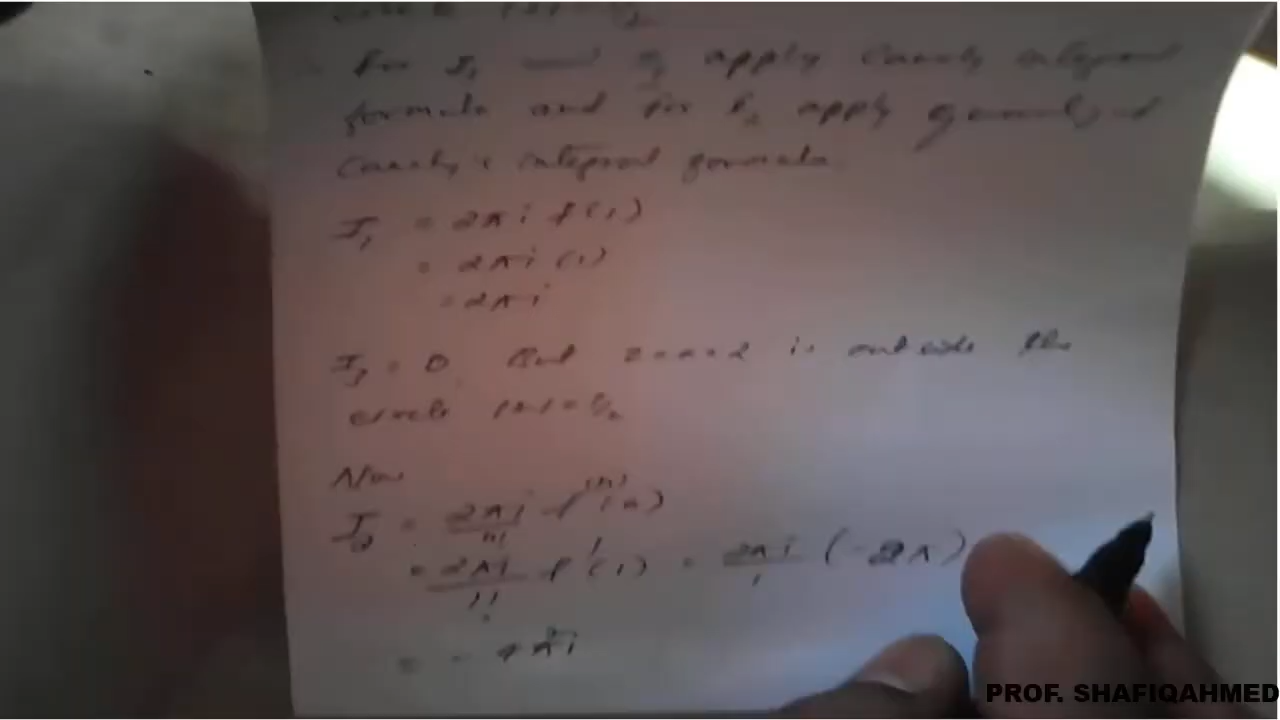 For I₁ and I₃ apply Cauchy integral
formula and for I₂ apply generalized
Cauchy's integral formula.
I₁ = 2πi f(1)
= 2πi (1)
= 2πi
I₃ = 0 But z = a = 2 is outside the
circle
Now
I₂ = 2πi/n! f⁽ⁿ⁾(a)
= 2πi/1! f'(1) = 2πi/1 (-2π)
= -4π²i
PROF. SHAFIQAHMED